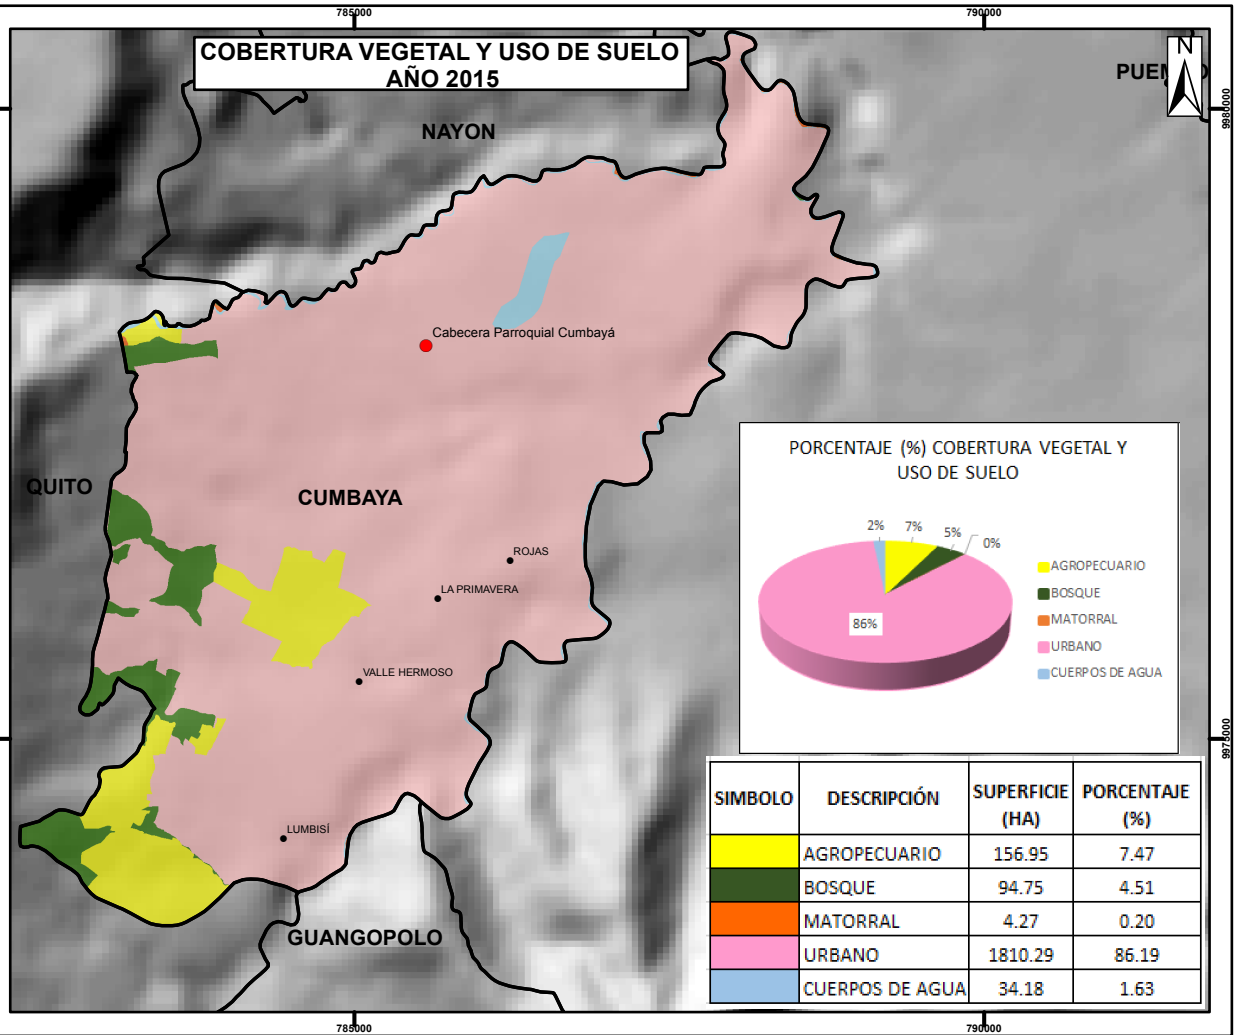 785000
790000
COBERTURA VEGETAL Y USO DE SUELO
AÑO 2015
N
9980000
NAYON
Cabecera Parroquial Cumbayá
QUITO
CUMBAYA
ROJAS
LA PRIMAVERA
VALLE HERMOSO
LUMBISÍ
GUANGOPOLO
PORCENTAJE (%) COBERTURA VEGETAL Y
USO DE SUELO
2%
7%
5%
0%
86%
AGROPECUARIO
BOSQUE
MATORRAL
URBANO
CUERPOS DE AGUA
9975000
SIMBOLO DESCRIPCIÓN SUPERFICIE (HA) PORCENTAJE (%)
AGROPECUARIO 156.95 7.47
BOSQUE 94.75 4.51
MATORRAL 4.27 0.20
URBANO 1810.29 86.19
CUERPOS DE AGUA 34.18 1.63
785000
790000